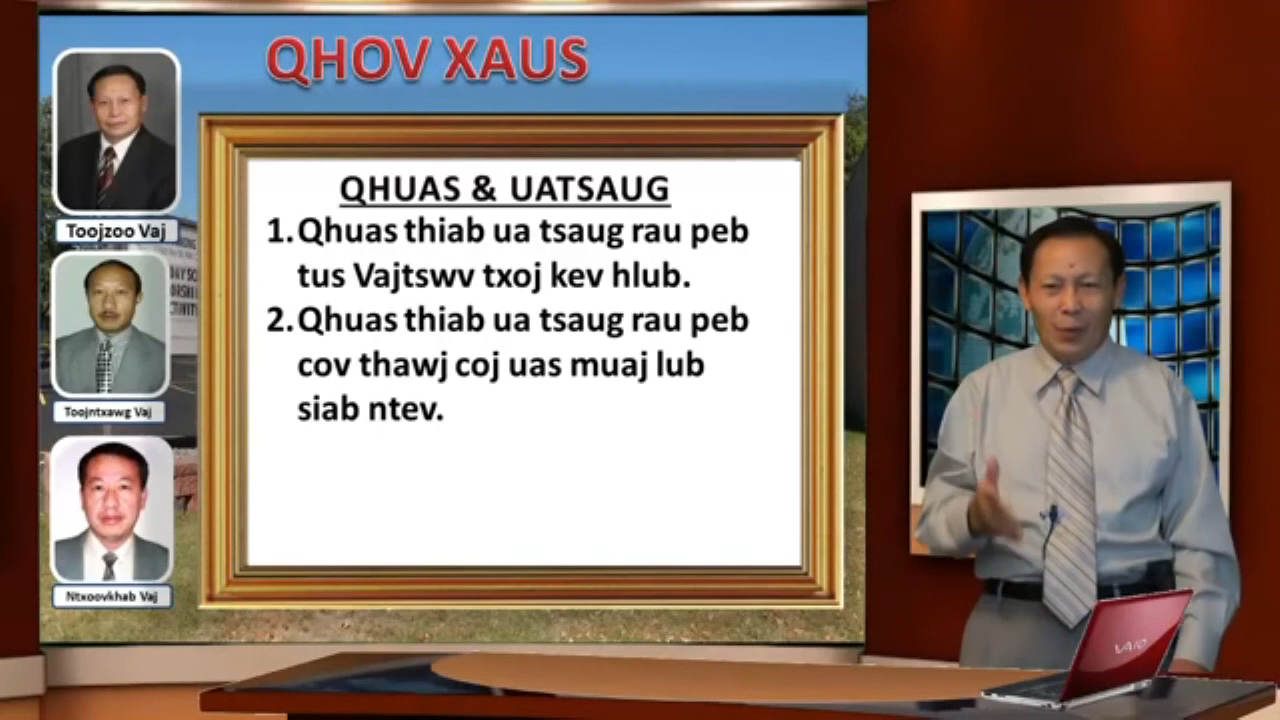 QHOV XAUS
Toojzoo Vaj
Toojntxawg Vaj
Ntxoovkhab Vaj
QHUAS & UATSAUG
1. Qhuas thiab ua tsaug rau peb
tus Vajtswv txoj kev hlub.
2. Qhuas thiab ua tsaug rau peb
cov thawj coj uas muaj lub
siab ntev.
VAIO